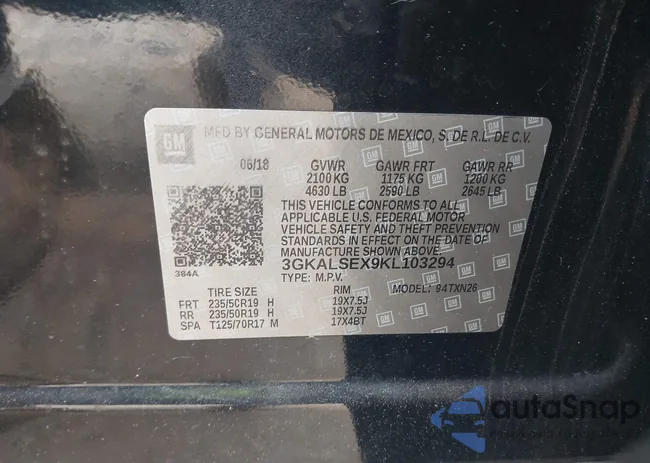 GM MFD BY GENERAL MOTORS DE MEXICO, S. DE R.L. DE C.V.
06/18 GVWR GAWR FRT GAWR RR
2100 KG 1175 KG 1200 KG
4630 LB 2590 LB 2645 LB
THIS VEHICLE CONFORMS TO ALL
APPLICABLE U.S. FEDERAL MOTOR
VEHICLE SAFETY AND THEFT PREVENTION
STANDARDS IN EFFECT ON THE DATE OF
MANUFACTURE SHOWN ABOVE.
3GKALSEX9KL103294
384A TYPE: M.P.V. MODEL: 94TXN26
TIRE SIZE RIM
FRT 235/50R19 H 19X7.5J
RR 235/50R19 H 19X7.5J
SPA T125/70R17 M 17X4BT
autoSnap